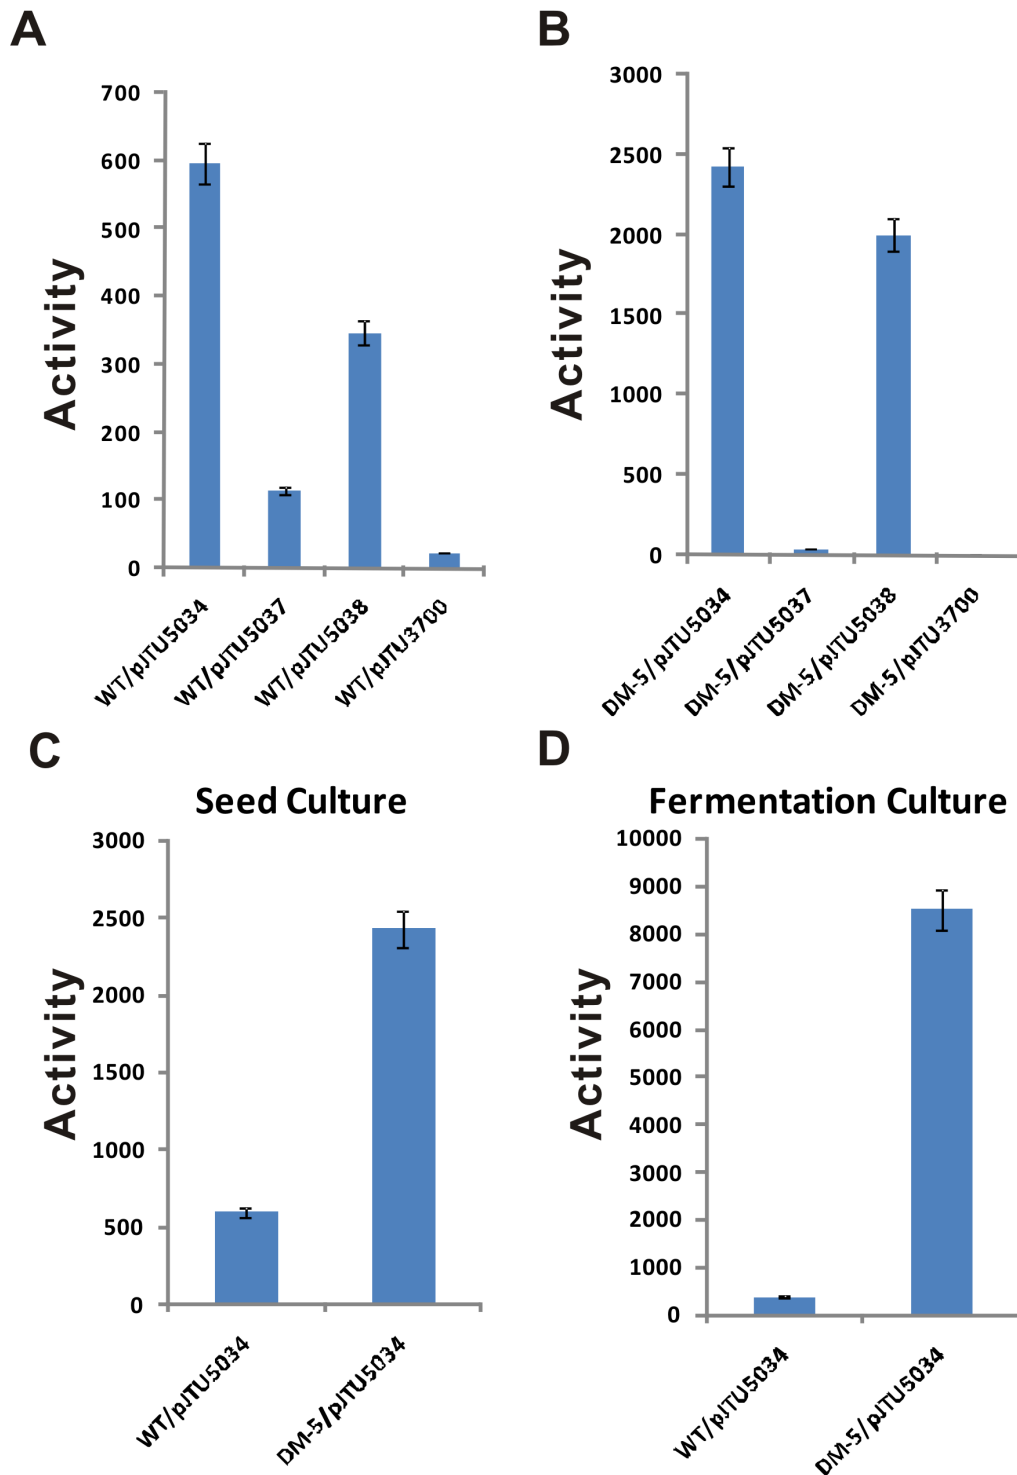 A
700
600
500
400
300
200
100
0
Activity
WT/pJTU5034
WT/pJTU5037
WT/pJTU5038
WT/pJTU3700
B
3000
2500
2000
1500
1000
500
0
Activity
DM-5/pJTU5034
DM-5/pJTU5037
DM-5/pJTU5038
DM-5/pJTU3700
C
Seed Culture
3000
2500
2000
1500
1000
500
0
Activity
WT/pJTU5034
DM-5/pJTU5034
D
Fermentation Culture
10000
9000
8000
7000
6000
5000
4000
3000
2000
1000
0
Activity
WT/pJTU5034
DM-5/pJTU5034